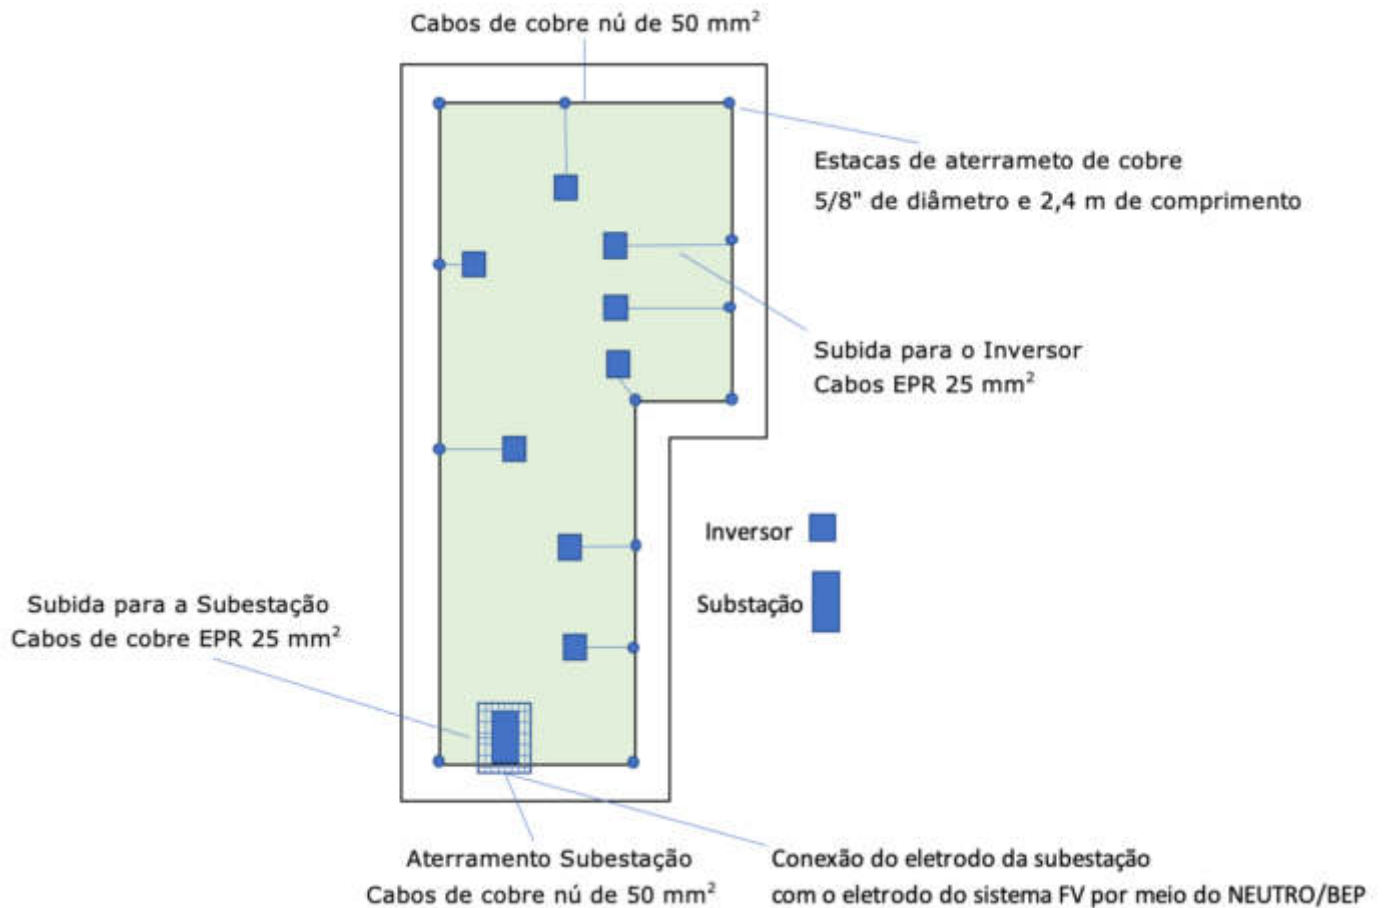 Cabos de cobre nú de 50 mm²
Estacas de aterrameto de cobre
5/8" de diâmetro e 2,4 m de comprimento
Subida para o Inversor
Cabos EPR 25 mm²
Inversor
Substação
Subida para a Subestação
Cabos de cobre EPR 25 mm²
Aterramento Subestação
Cabos de cobre nú de 50 mm²
Conexão do eletrodo da subestação
com o eletrodo do sistema FV por meio do NEUTRO/BEP